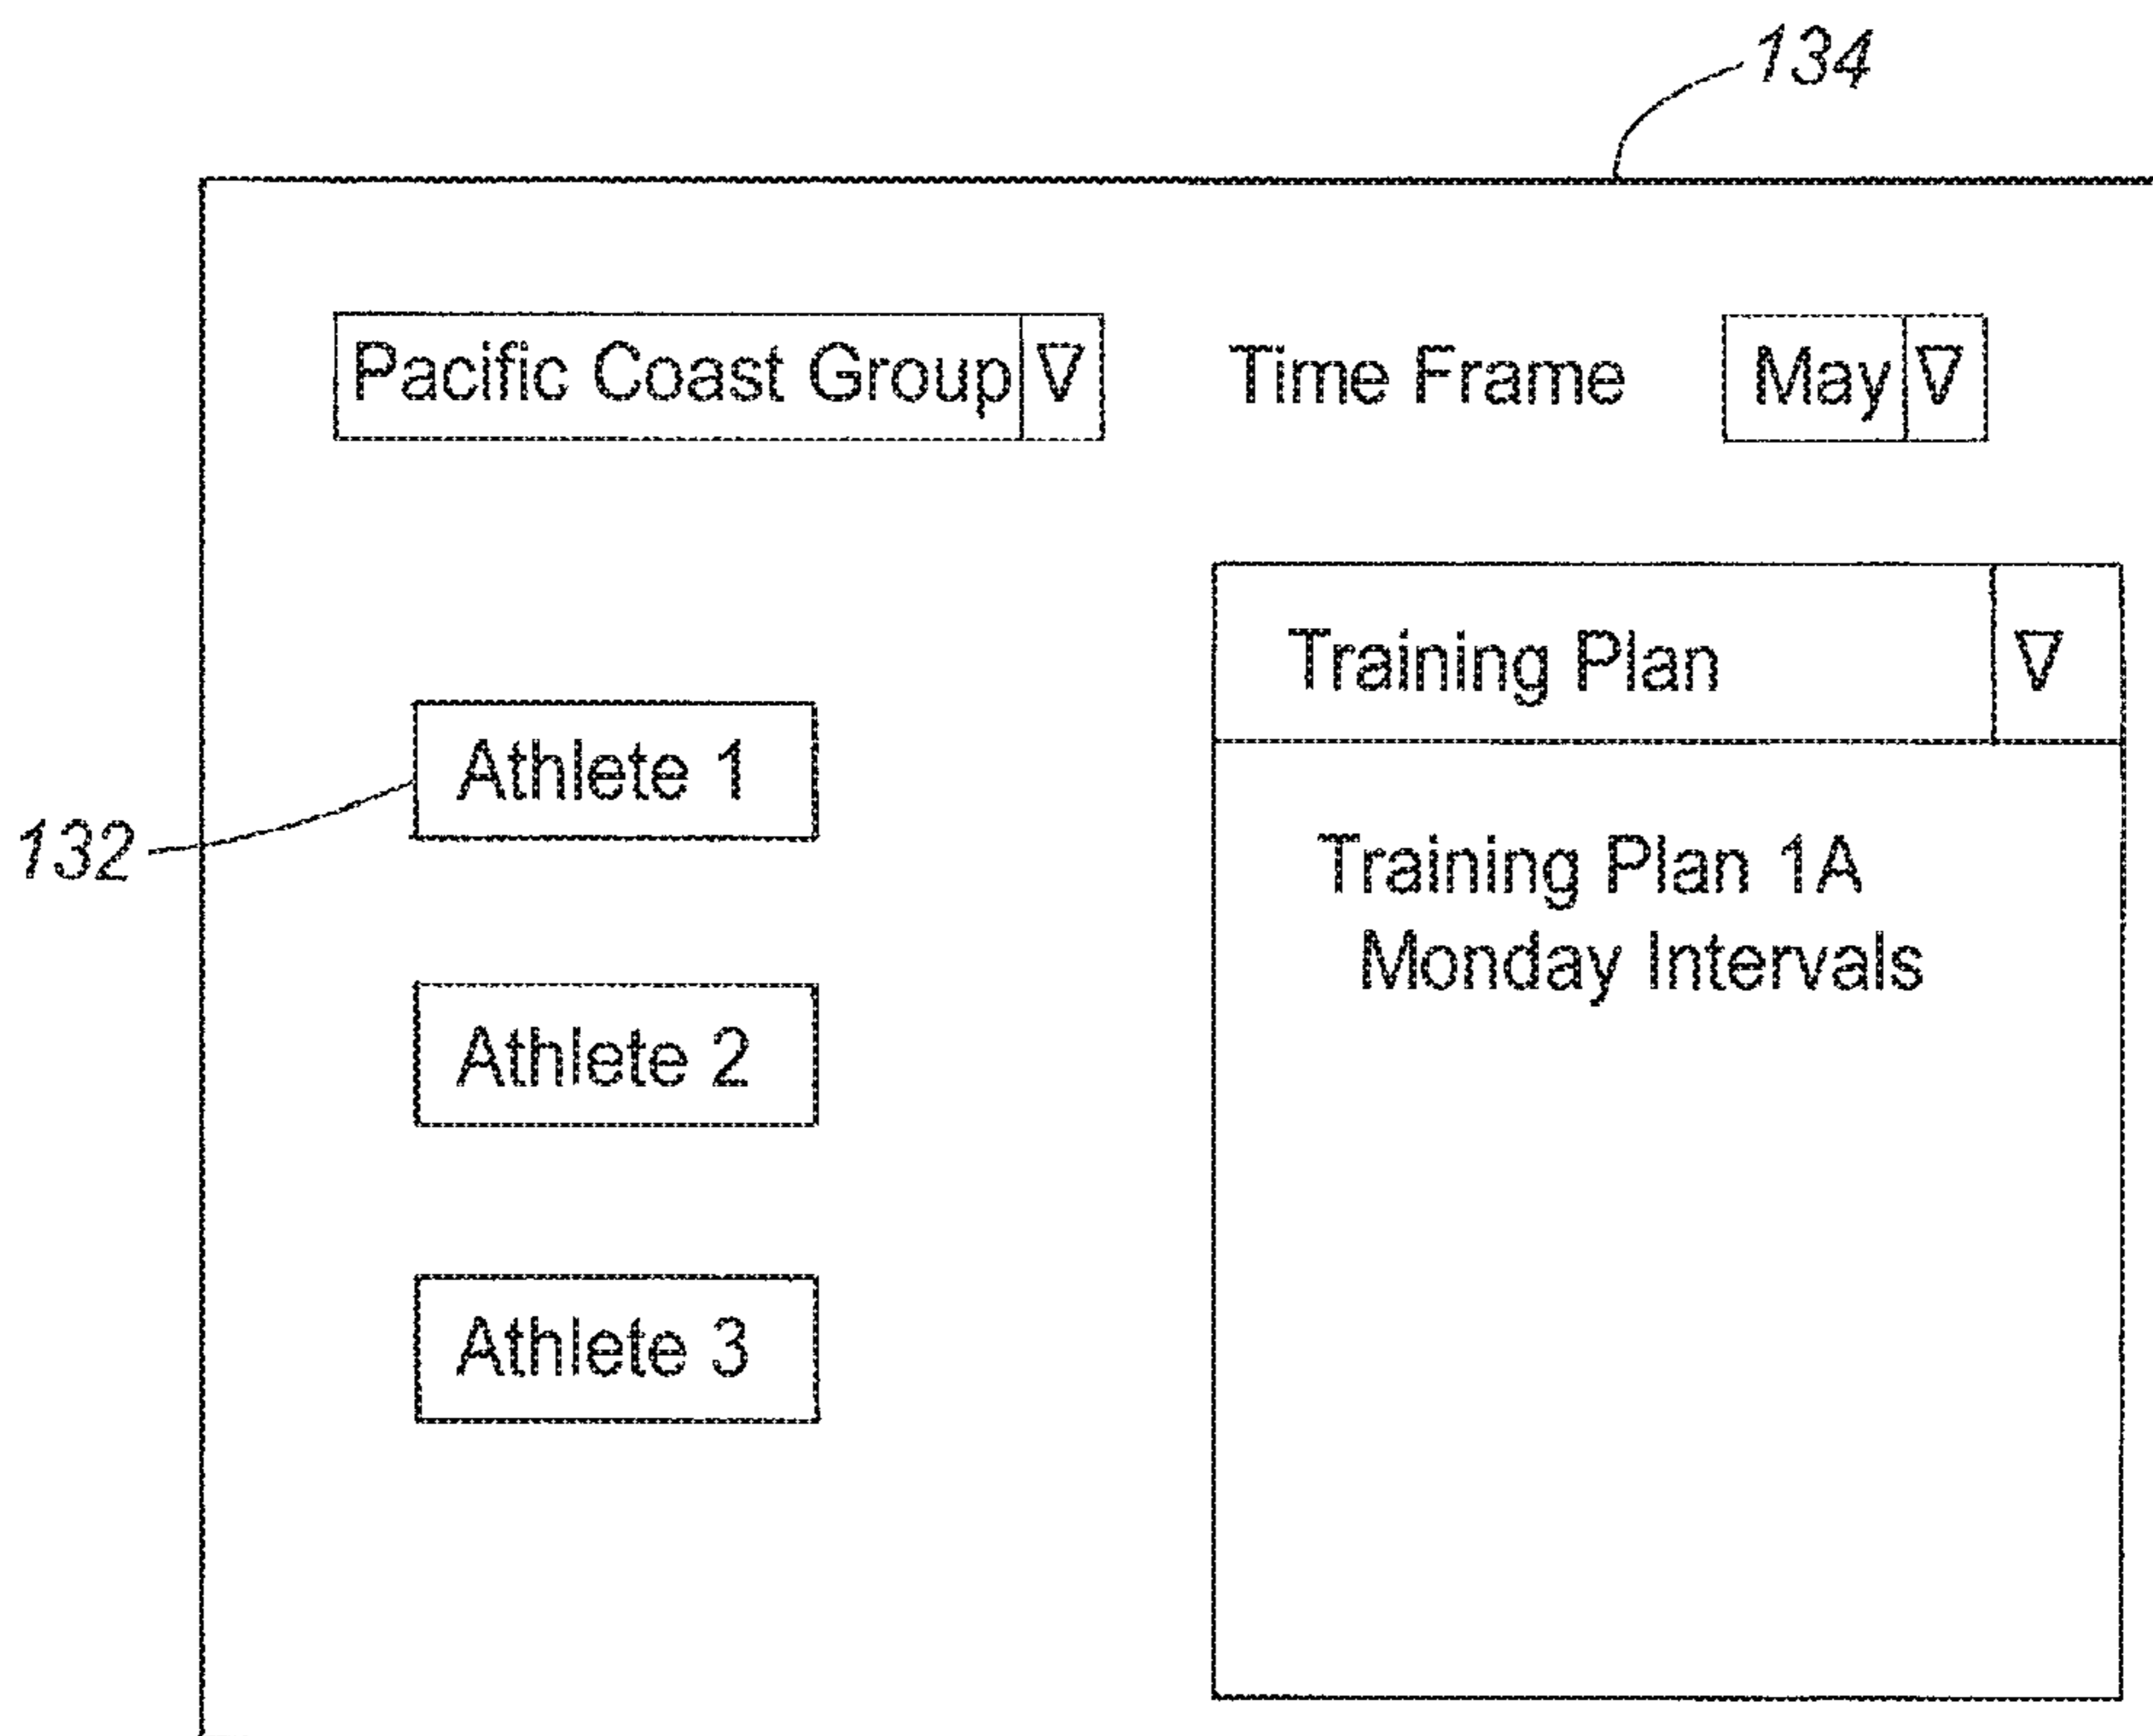 134
Pacific Coast Group Time Frame May
Training Plan
Athlete 1
132
Training Plan 1A
Monday Intervals
Athlete 2
Athlete 3